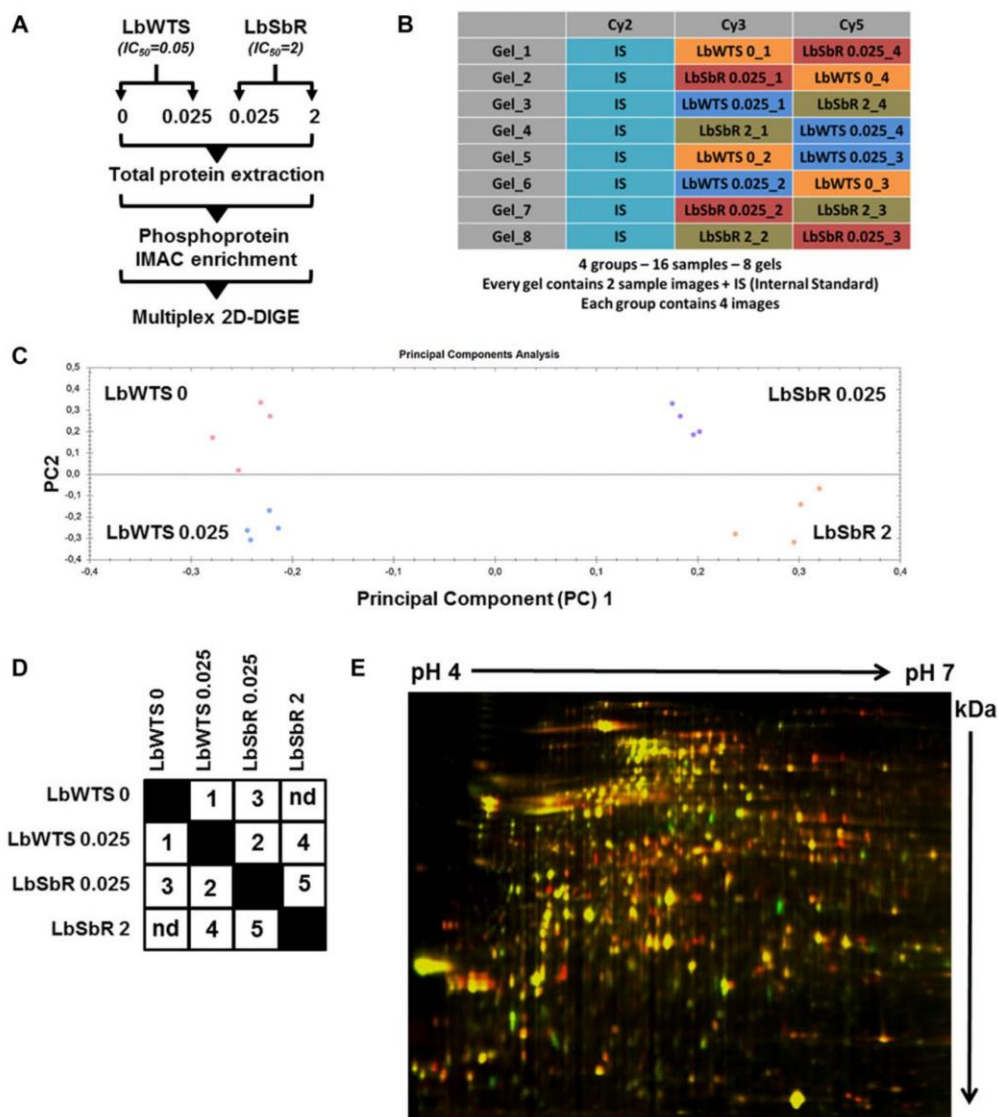 A
LbWTS LbSbR
(IC50=0.05) (IC50=2)
0 0.025 0.025 2
Total protein extraction
Phosphoprotein
IMAC enrichment
Multiplex 2D-DIGE
B
Cy2 Cy3 Cy5
Gel_1 IS LbWTS 0_1 LbSbR 0.025_4
Gel_2 IS LbSbR 0.025_1 LbWTS 0_4
Gel_3 IS LbWTS 0.025_1 LbSbR 2_4
Gel_4 IS LbSbR 2_1 LbWTS 0.025_4
Gel_5 IS LbWTS 0_2 LbWTS 0.025_3
Gel_6 IS LbWTS 0.025_2 LbWTS 0_3
Gel_7 IS LbSbR 0.025_2 LbSbR 2_3
Gel_8 IS LbSbR 2_2 LbSbR 0.025_3
4 groups – 16 samples – 8 gels
Every gel contains 2 sample images + IS (Internal Standard)
Each group contains 4 images
C
Principal Components Analysis
0,5
0,4
0,3
0,2
0,1
0,0
-0,1
-0,2
-0,3
-0,4
PC2
LbWTS 0 LbSbR 0.025
LbWTS 0.025 LbSbR 2
-0,4 -0,3 -0,2 -0,1 0,0 0,1 0,2 0,3 0,4
Principal Component (PC) 1
D
LbWTS 0
LbWTS 0.025
LbSbR 0.025
LbSbR 2
LbWTS 0 1 3 nd
LbWTS 0.025 1 2 4
LbSbR 0.025 3 2 5
LbSbR 2 nd 4 5
E
pH 4 pH 7
kDa